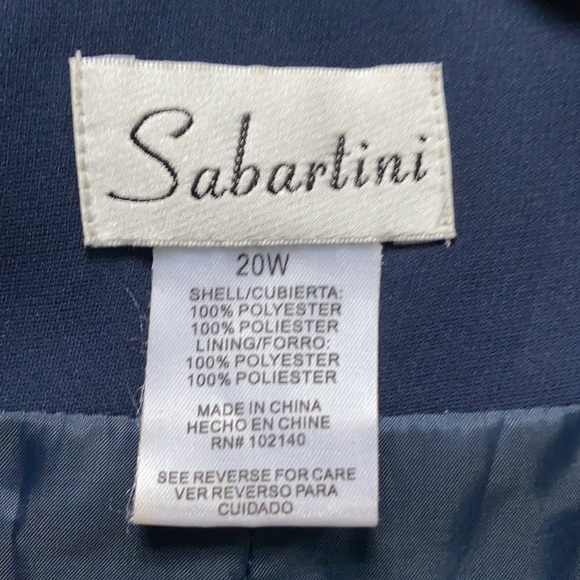 Sabartini
20W
SHELL/CUBIERTA:
100% POLYESTER
100% POLIESTER
LINING/FORRO:
100% POLYESTER
100% POLIESTER
MADE IN CHINA
HECHO EN CHINE
RN# 102140
SEE REVERSE FOR CARE
VER REVERSO PARA
CUIDADO